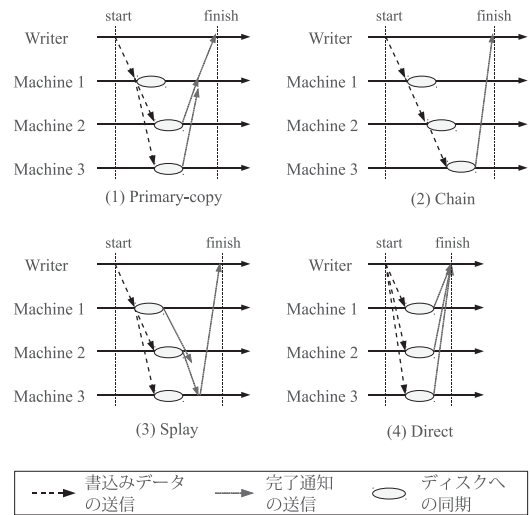 start finish
Writer
Machine 1
Machine 2
Machine 3
(1) Primary-copy
start finish
Writer
Machine 1
Machine 2
Machine 3
(2) Chain
start finish
Writer
Machine 1
Machine 2
Machine 3
(3) Splay
start finish
Writer
Machine 1
Machine 2
Machine 3
(4) Direct
書込みデータ
の送信
完了通知
の送信
ディスクへ
の同期